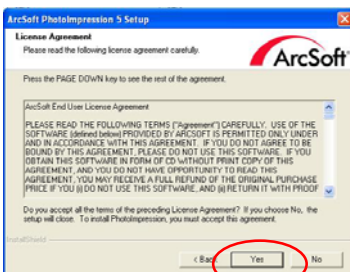 ArcSoft PhotoImpression 5 Setup
License Agreement
Please read the following license agreement carefully.
ArcSoft
Press the PAGE DOWN key to see the rest of the agreement.
ArcSoft End User License Agreement
PLEASE READ THE FOLLOWING TERMS ("Agreement") CAREFULLY. USE OF THE
SOFTWARE (defined below) PROVIDED BY ARCSOFT IS PERMITTED ONLY UNDER
AND IN ACCORDANCE WITH THIS AGREEMENT. IF YOU DO NOT AGREE TO BE
BOUND BY THIS AGREEMENT, PLEASE DO NOT USE THIS SOFTWARE. IF YOU
OBTAIN THIS SOFTWARE IN FORM OF CD WITHOUT PRINT COPY OF THIS
AGREEMENT, AND YOU DO NOT HAVE OPPORTUNITY TO READ THIS
AGREEMENT, YOU MAY RECEIVE A FULL REFUND OF THE ORIGINAL PURCHASE
PRICE IF YOU (i) DO NOT USE THIS SOFTWARE, AND (ii) RETURN IT WITH PROOF
Do you accept all the terms of the preceding License Agreement? If you choose No, the
setup will close. To install PhotoImpression, you must accept this agreement.
InstallShield
< Back Yes No